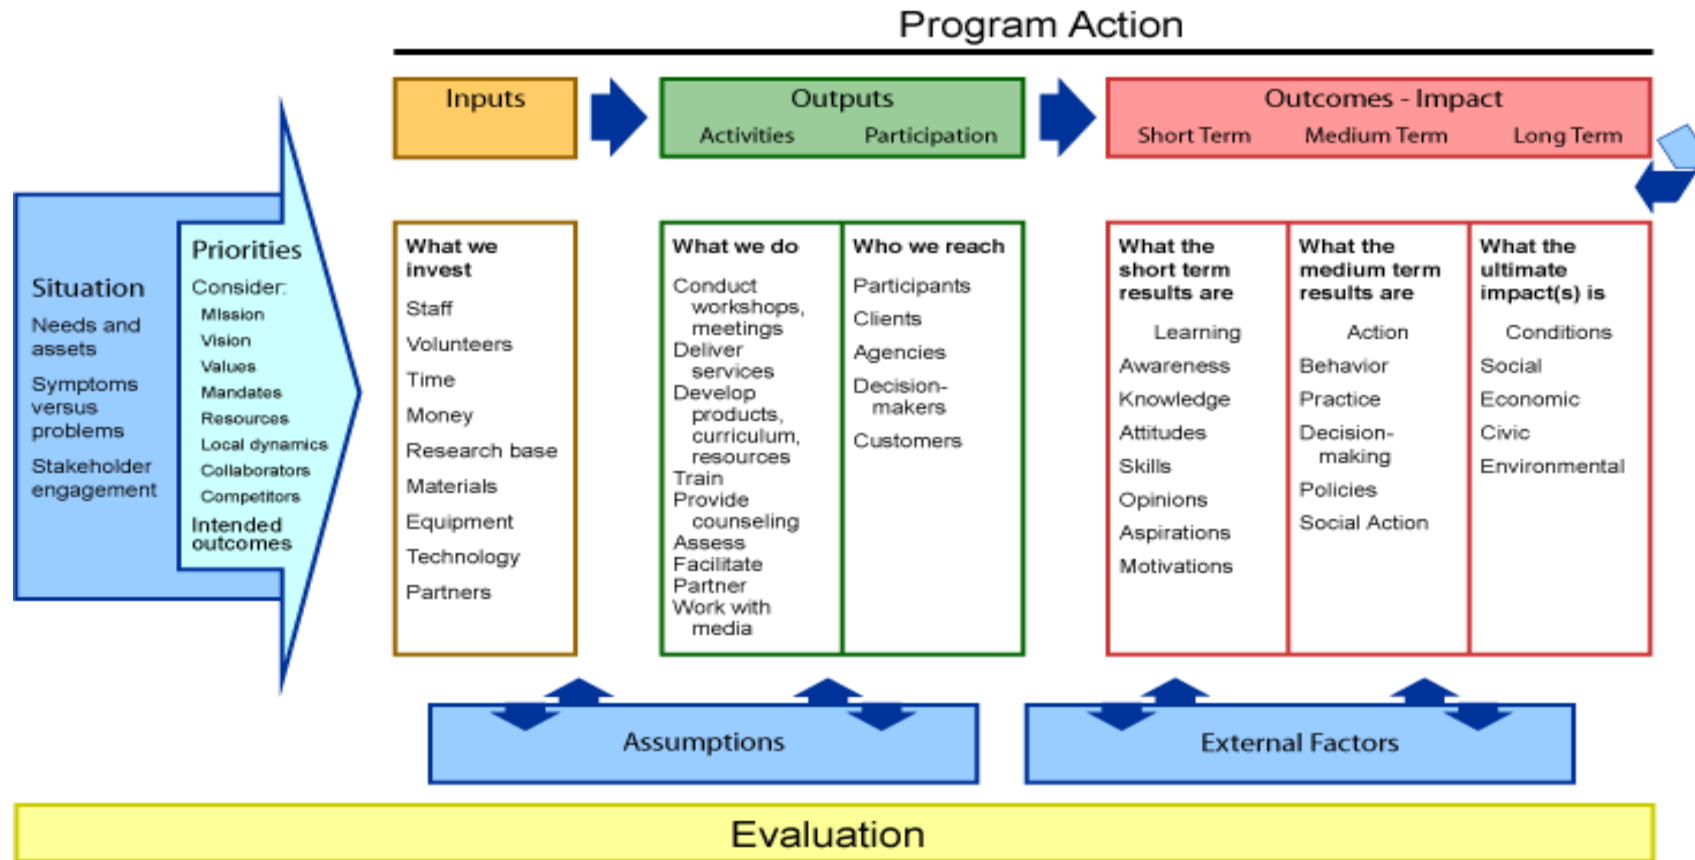 Program Action
Inputs
Outputs
Activities
Participation
Outcomes - Impact
Short Term
Medium Term
Long Term
Situation
Needs and
assets
Symptoms
versus
problems
Stakeholder
engagement
Priorities
Consider:
MIssion
Vision
Values
Mandates
Resources
Local dynamics
Collaborators
Competitors
Intended
outcomes
What we
invest
Staff
Volunteers
Time
Money
Research base
Materials
Equipment
Technology
Partners
What we do
Conduct
workshops,
meetings
Deliver
services
Develop
products,
curriculum,
resources
Train
Provide
counseling
Assess
Facilitate
Partner
Work with
media
Who we reach
Participants
Clients
Agencies
Decision-
makers
Customers
What the
short term
results are
Learning
Awareness
Knowledge
Attitudes
Skills
Opinions
Aspirations
Motivations
What the
medium term
results are
Action
Behavior
Practice
Decision-
making
Policies
Social Action
What the
ultimate
impact(s) is
Conditions
Social
Economic
Civic
Environmental
Assumptions
External Factors
Evaluation